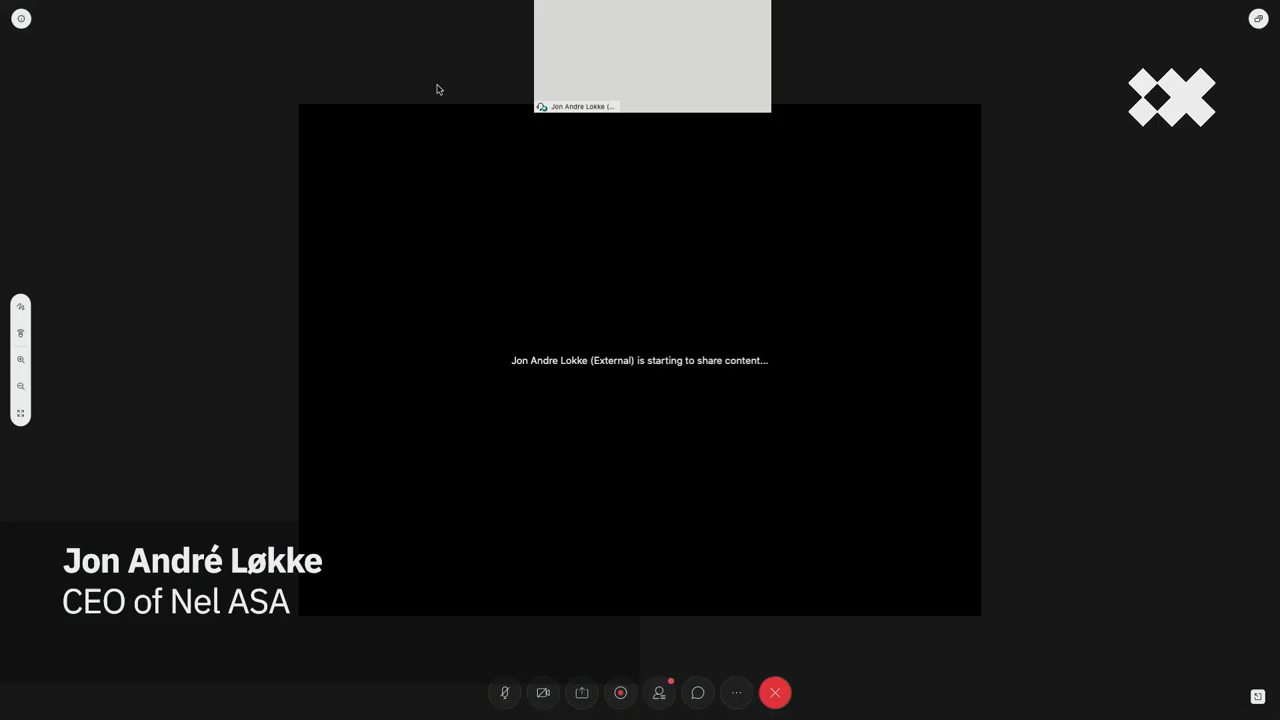 Jon Andre Lokke (...
Jon Andre Lokke (External) is starting to share content...
Jon André Løkke
CEO of Nel ASA